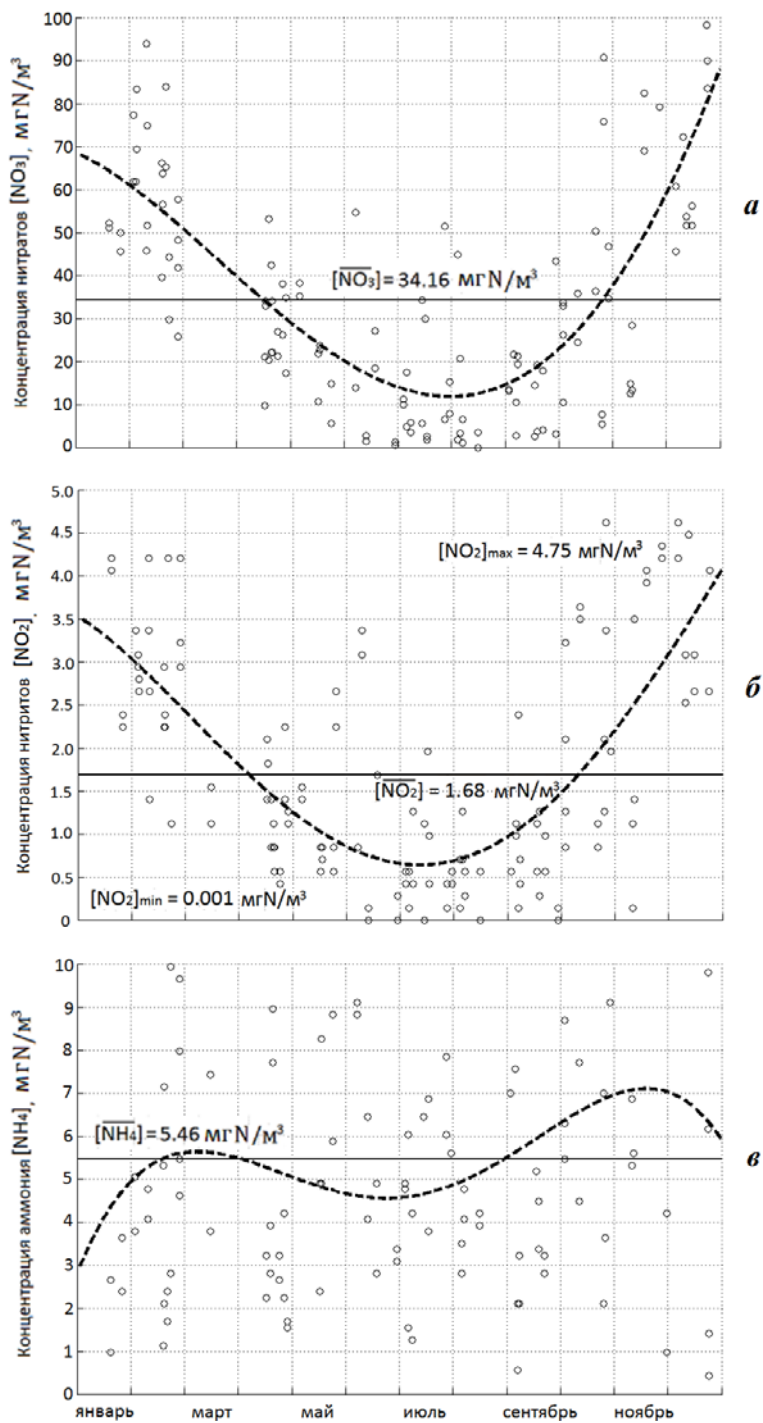 Концентрация нитратов [NO₃], мгN/м³
100
90
80
70
60
50
40
30
20
10
0
[NO₃] = 34.16 мгN/м³
а
Концентрация нитритов [NO₂], мгN/м³
5.0
4.5
4.0
3.5
3.0
2.5
2.0
1.5
1.0
0.5
0
[NO₂]max = 4.75 мгN/м³
[NO₂] = 1.68 мгN/м³
[NO₂]min = 0.001 мгN/м³
б
Концентрация аммония [NH₄], мгN/м³
10
9
8
7
6
5
4
3
2
1
0
[NH₄] = 5.46 мгN/м³
в
январь март май июль сентябрь ноябрь